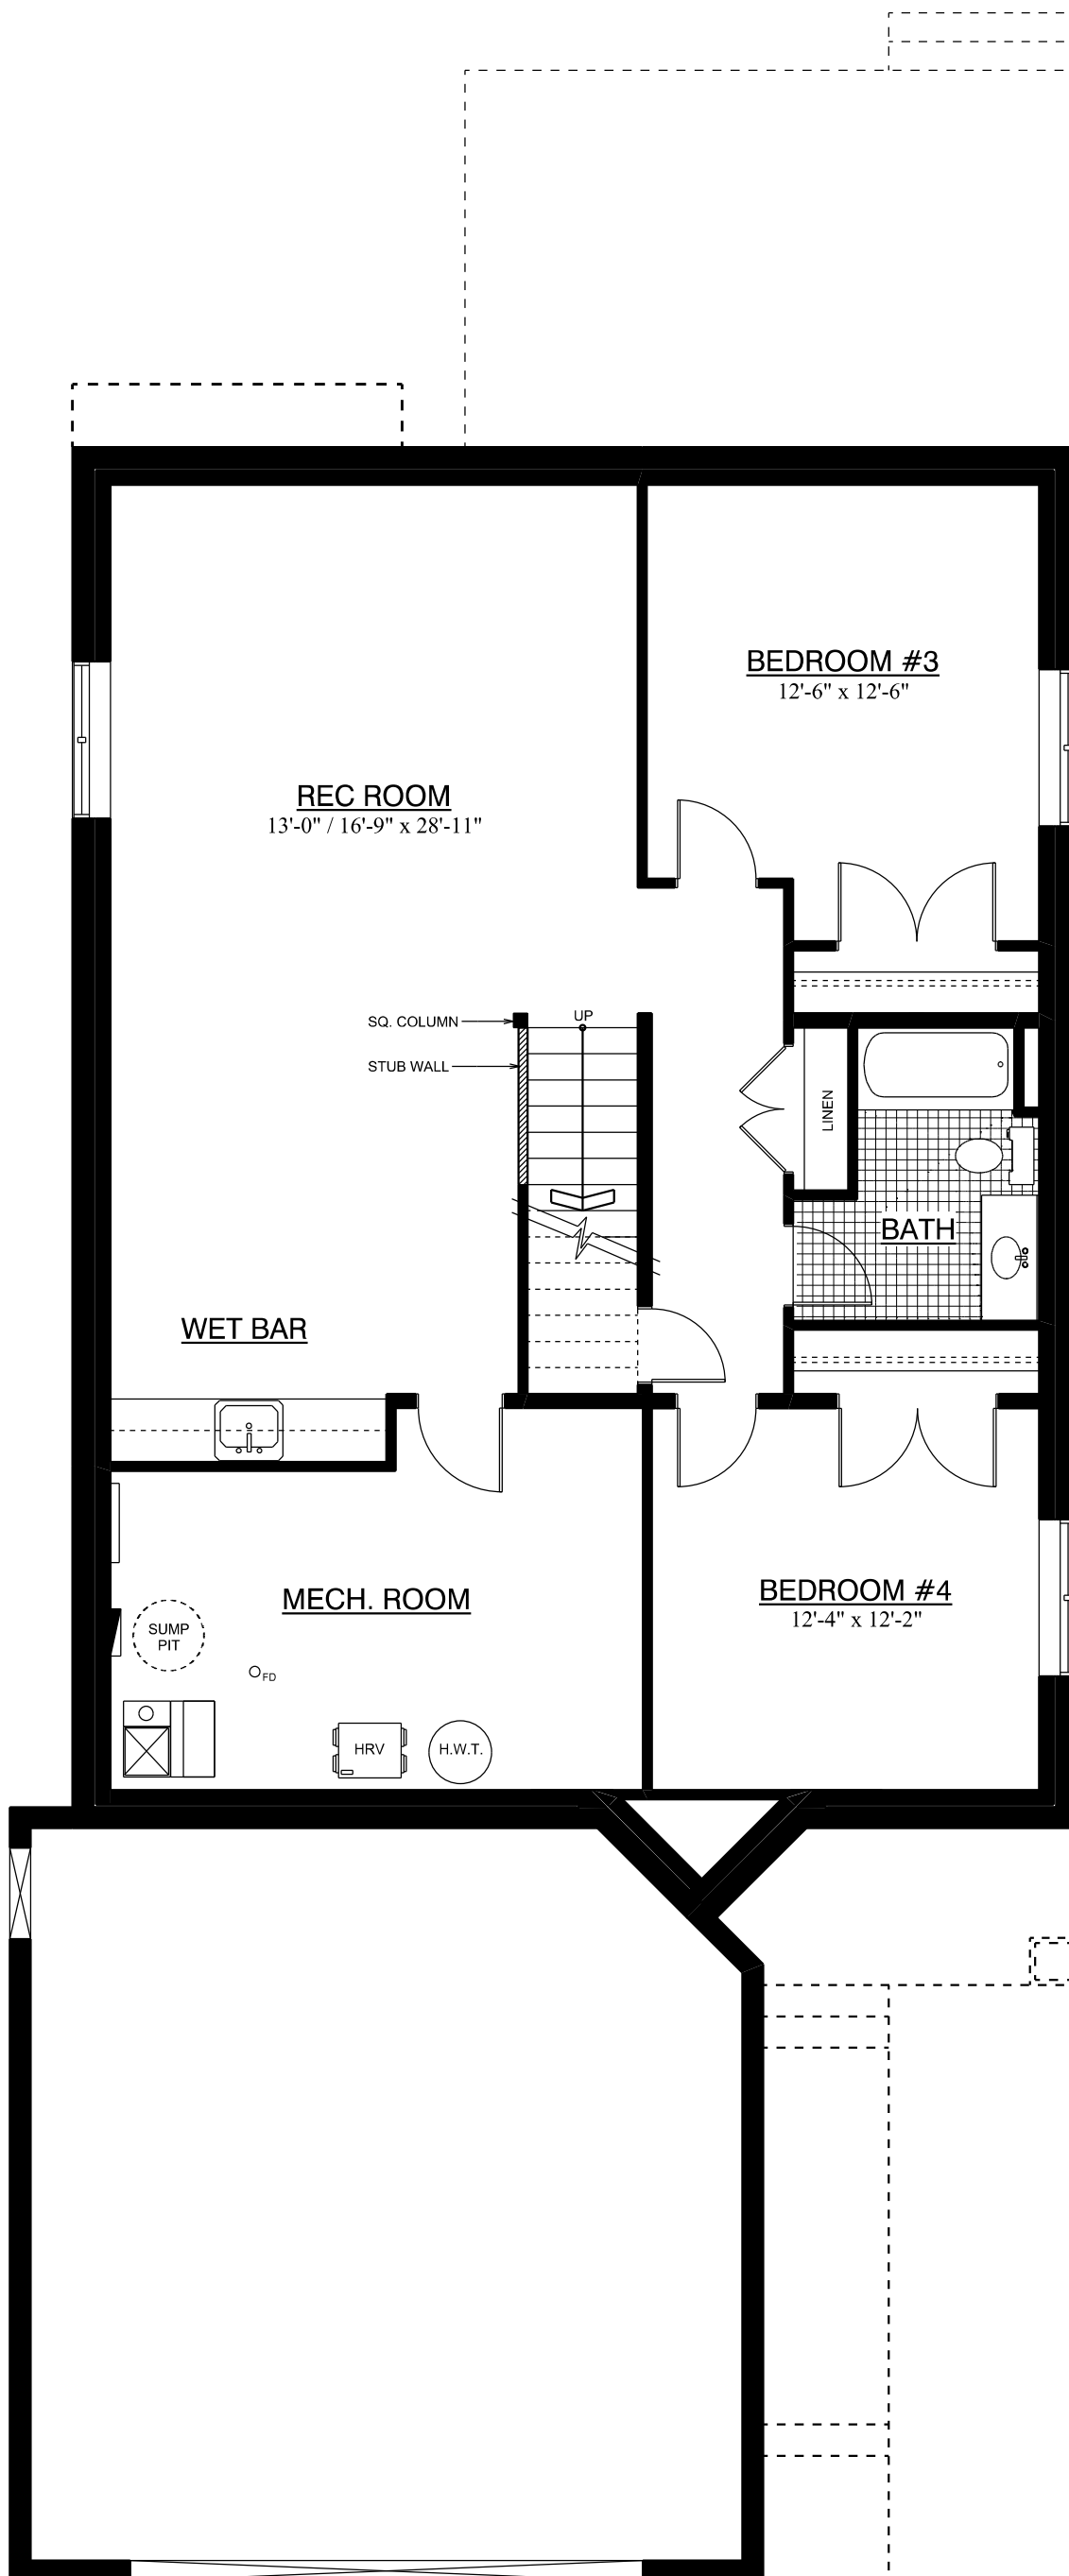 BEDROOM #3
12'-6" x 12'-6"
REC ROOM
13'-0" / 16'-9" x 28'-11"
SQ. COLUMN
UP
STUB WALL
LINEN
BATH
WET BAR
MECH. ROOM
BEDROOM #4
12'-4" x 12'-2"
SUMP
PIT
FD
HRV
H.W.T.